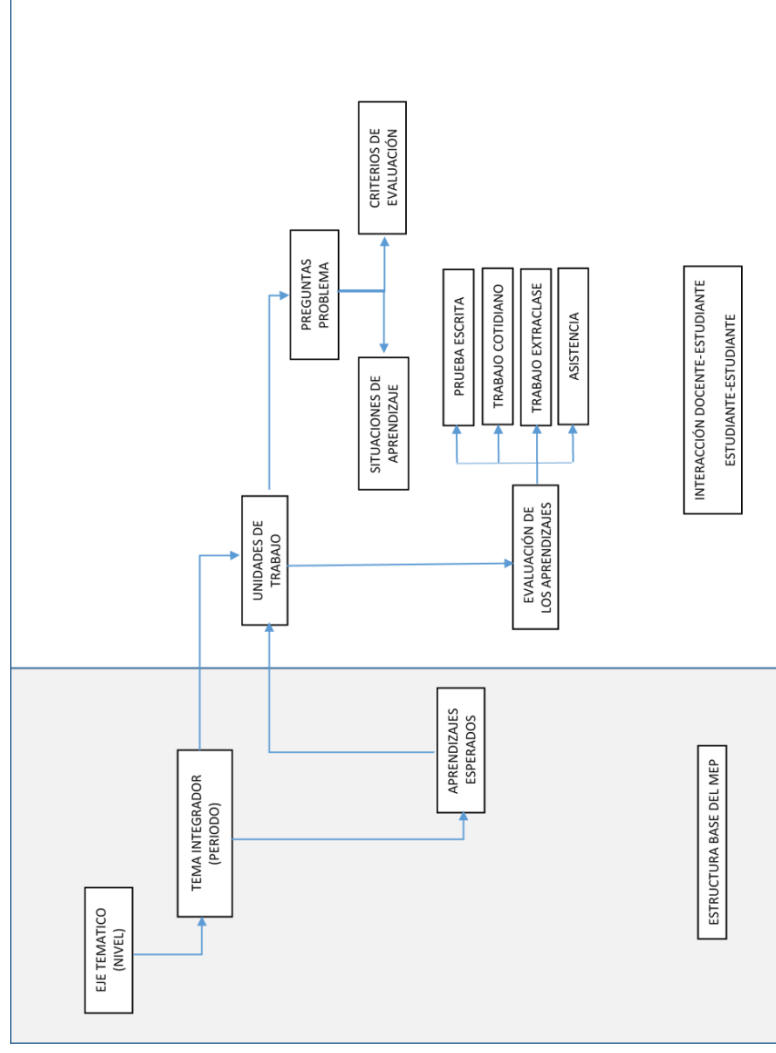 EJE TEMATICO
(NIVEL)
TEMA INTEGRADOR
(PERIODO)
APRENDIZAJES
ESPERADOS
ESTRUCTURA BASE DEL MEP
UNIDADES DE
TRABAJO
PREGUNTAS
PROBLEMA
SITUACIONES DE
APRENDIZAJE
CRITERIOS DE
EVALUACIÓN
EVALUACIÓN DE
LOS APRENDIZAJES
PRUEBA ESCRITA
TRABAJO COTIDIANO
TRABAJO EXTRACLASE
ASISTENCIA
INTERACCIÓN DOCENTE-ESTUDIANTE
ESTUDIANTE-ESTUDIANTE